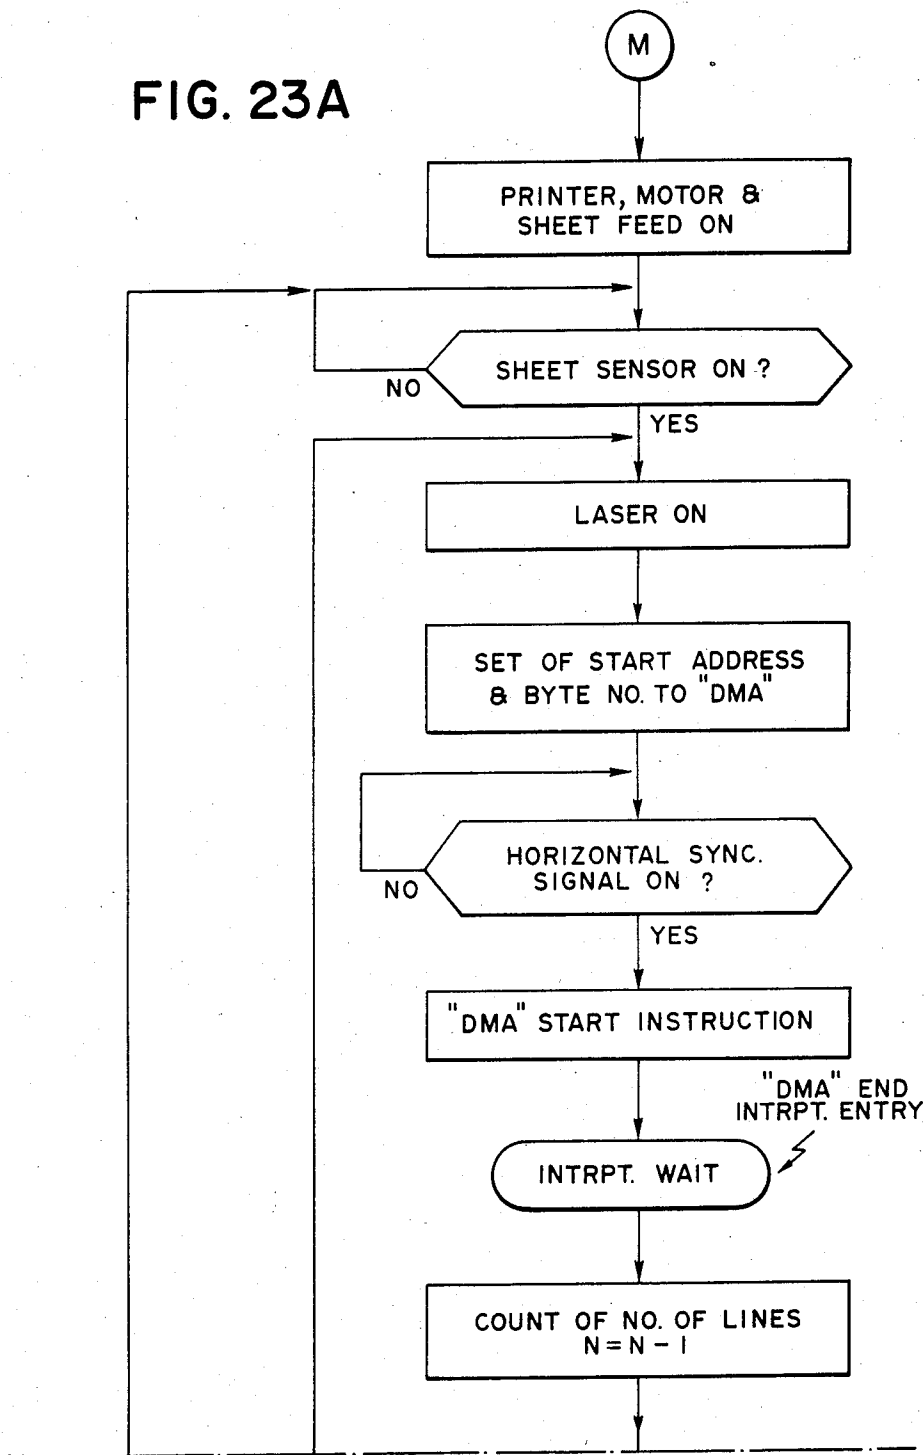 M
FIG. 23A
PRINTER, MOTOR &
SHEET FEED ON
SHEET SENSOR ON ?
NO
YES
LASER ON
SET OF START ADDRESS
& BYTE NO. TO "DMA"
HORIZONTAL SYNC.
SIGNAL ON ?
NO
YES
"DMA" START INSTRUCTION
"DMA" END
INTRPT. ENTRY
INTRPT. WAIT
COUNT OF NO. OF LINES
N = N - 1